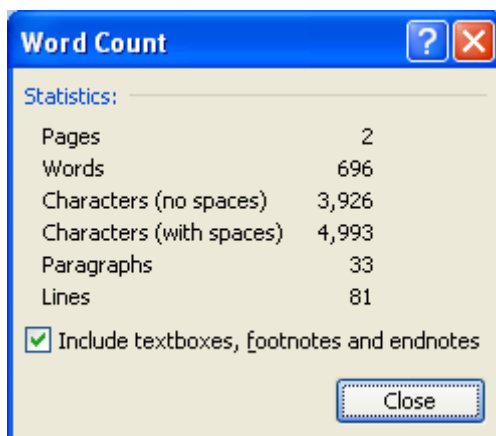 Word Count
Statistics:
Pages 2
Words 696
Characters (no spaces) 3,926
Characters (with spaces) 4,993
Paragraphs 33
Lines 81
Include textboxes, footnotes and endnotes
Close